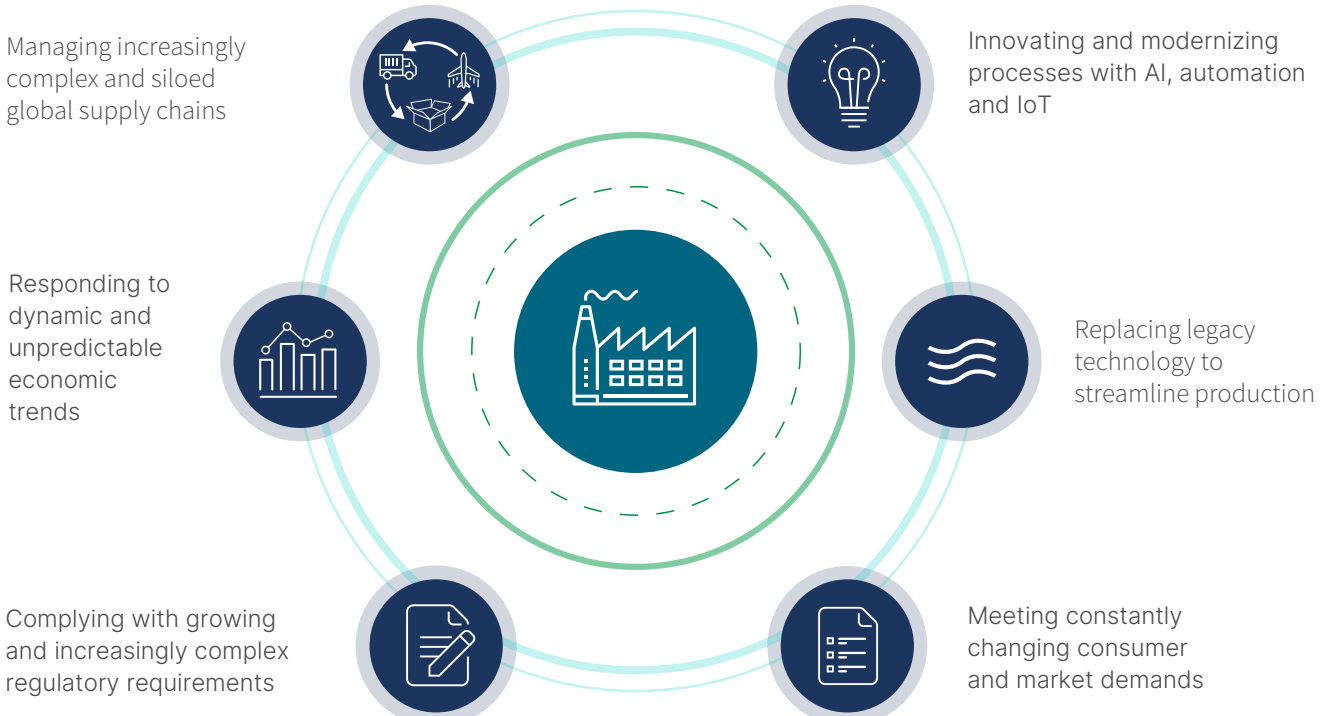 Managing increasingly
complex and siloed
global supply chains
Innovating and modernizing
processes with AI, automation
and IoT
Responding to
dynamic and
unpredictable
economic
trends
Replacing legacy
technology to
streamline production
Complying with growing
and increasingly complex
regulatory requirements
Meeting constantly
changing consumer
and market demands